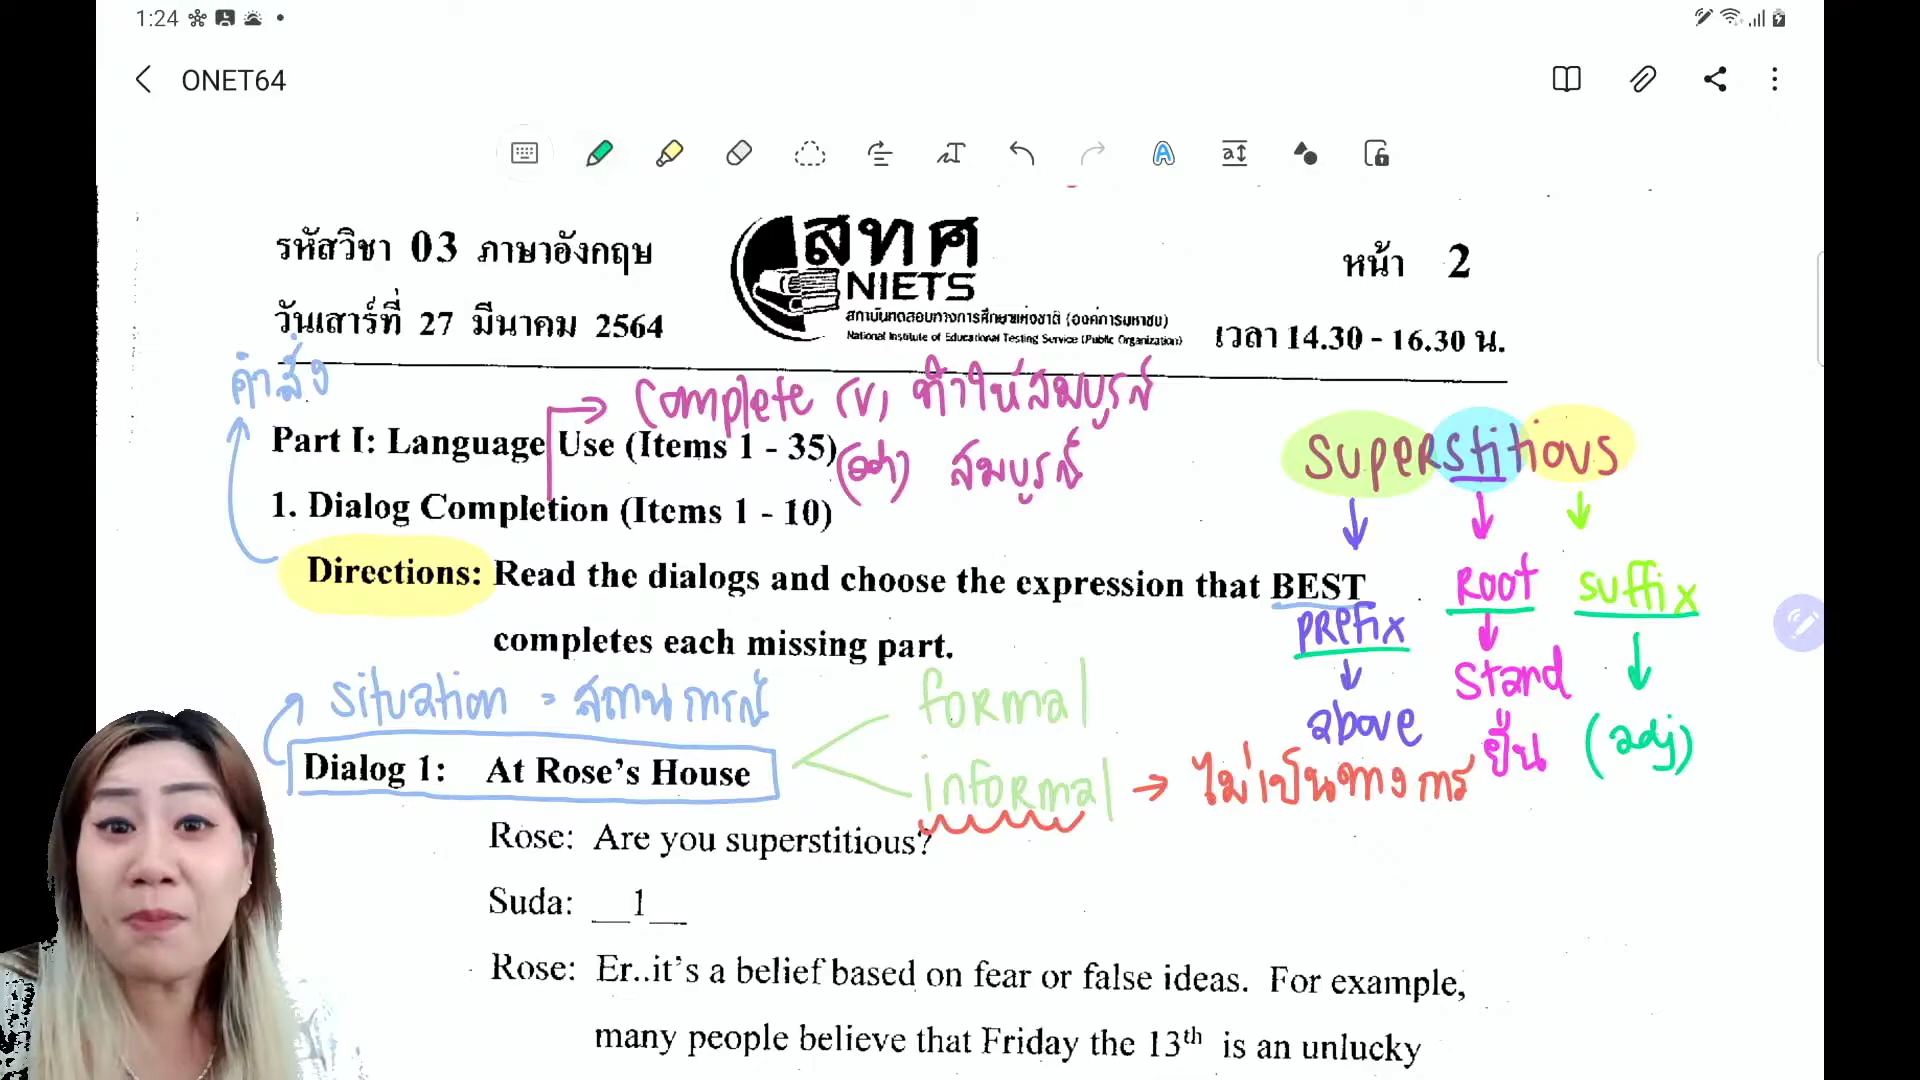 1:24
ONET64
รหัสวิชา 03 ภาษาอังกฤษ
วันเสาร์ที่ 27 มีนาคม 2564
สทศ
NIETS
สถาบันทดสอบทางการศึกษาแห่งชาติ (องค์การมหาชน)
National Institute of Educational Testing Service (Public Organization)
หน้า 2
เวลา 14.30 - 16.30 น.
คำสั่ง
complete (v) ทำให้สมบูรณ์
(adj) สมบูรณ์
Part I: Language Use (Items 1 - 35)
1. Dialog Completion (Items 1 - 10)
Directions: Read the dialogs and choose the expression that BEST
completes each missing part.
superstitious
prefix
above
Root
Stand
ยืน
suffix
(adj)
situation = สถานการณ์
formal
informal → ไม่เป็นทางการ
Dialog 1: At Rose's House
Rose: Are you superstitious?
Suda: __1__
Rose: Er..it's a belief based on fear or false ideas. For example,
many people believe that Friday the 13th is an unlucky